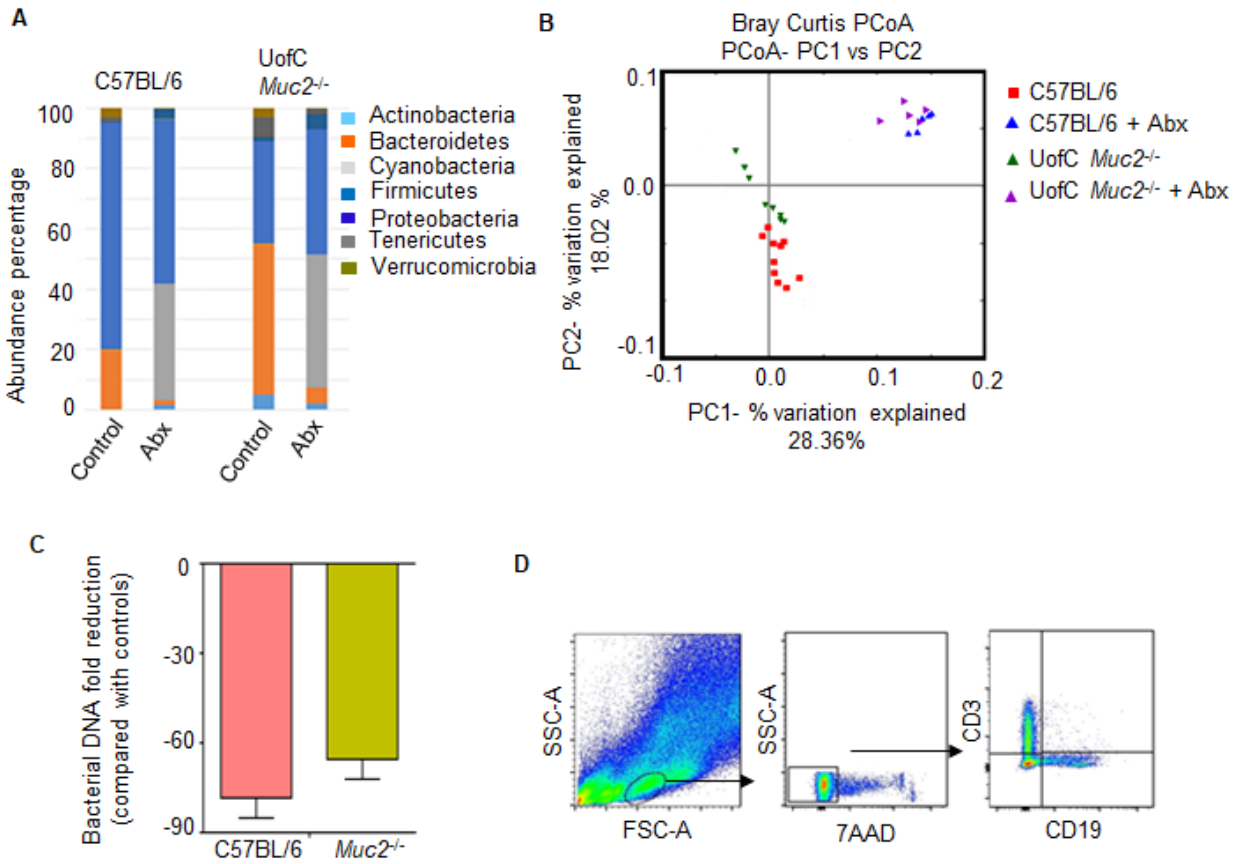 A
C57BL/6
UofC
Muc2-/-
100
80
60
40
20
0
Abundance percentage
Control
Abx
Control
Abx
Actinobacteria
Bacteroidetes
Cyanobacteria
Firmicutes
Proteobacteria
Tenericutes
Verrucomicrobia
B
Bray Curtis PCoA
PCoA- PC1 vs PC2
0.1
0.0
-0.1
PC2- % variation explained
18.02 %
-0.1
0.0
0.1
0.2
PC1- % variation explained
28.36%
C57BL/6
C57BL/6 + Abx
UofC Muc2-/-
UofC Muc2-/- + Abx
C
0
-30
-60
-90
Bacterial DNA fold reduction
(compared with controls)
C57BL/6
Muc2-/-
D
SSC-A
FSC-A
SSC-A
7AAD
CD3
CD19